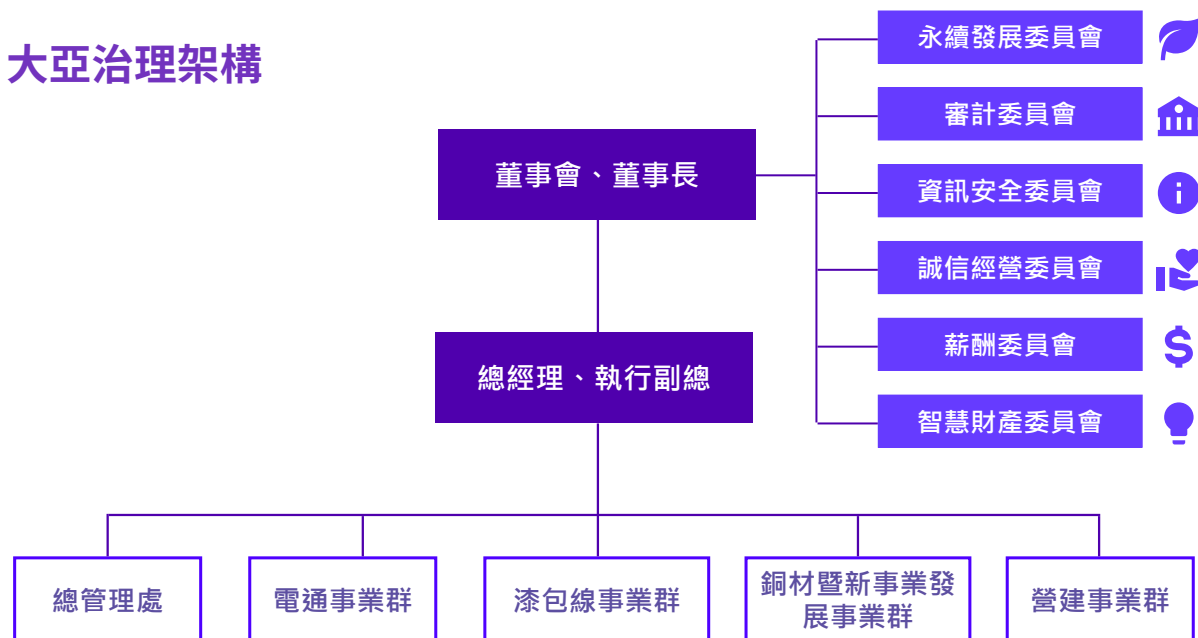 大亞治理架構
董事會、董事長
永續發展委員會
審計委員會
資訊安全委員會
誠信經營委員會
薪酬委員會
智慧財產委員會
總經理、執行副總
總管理處
電通事業群
漆包線事業群
銅材暨新事業發
展事業群
營建事業群